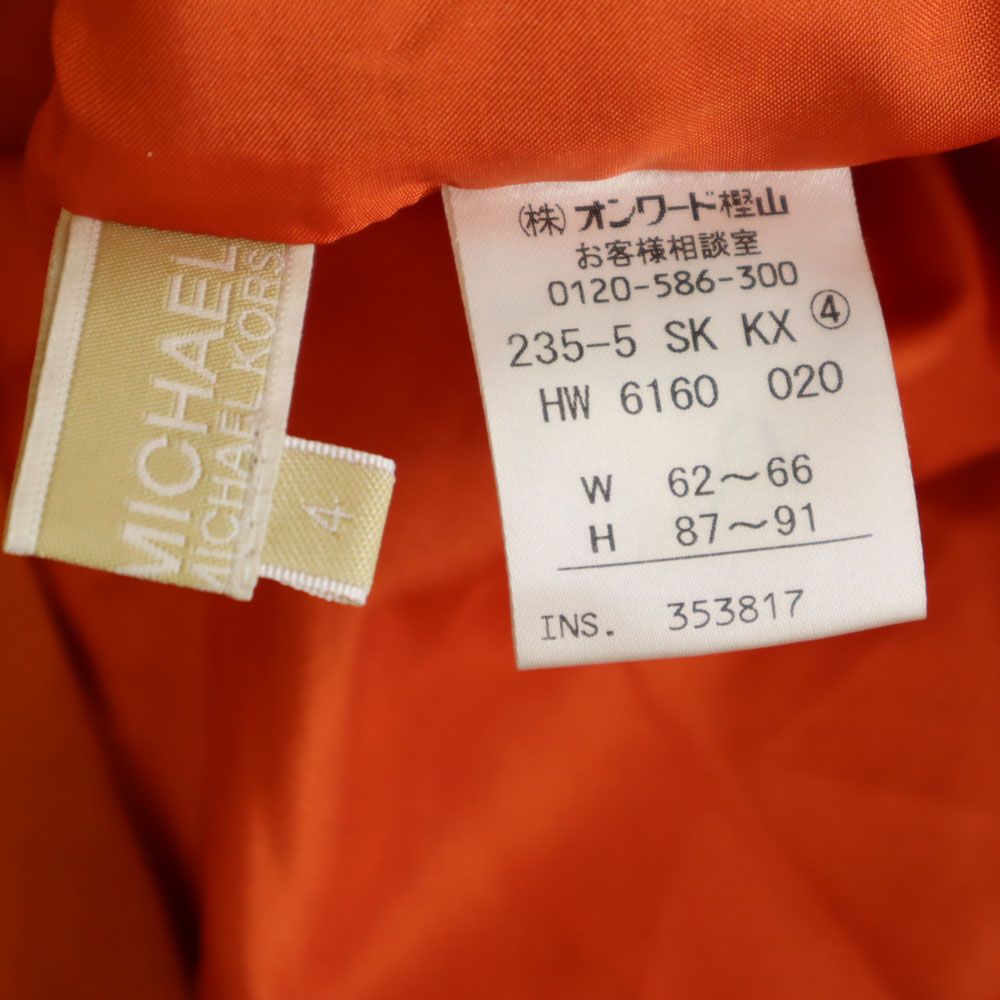 MICHAEL
MICHAEL KORS
4
(株)オンワード樫山
お客様相談室
0120-586-300
235-5 SK KX ④
HW 6160 020
W 62～66
H 87～91
INS. 353817